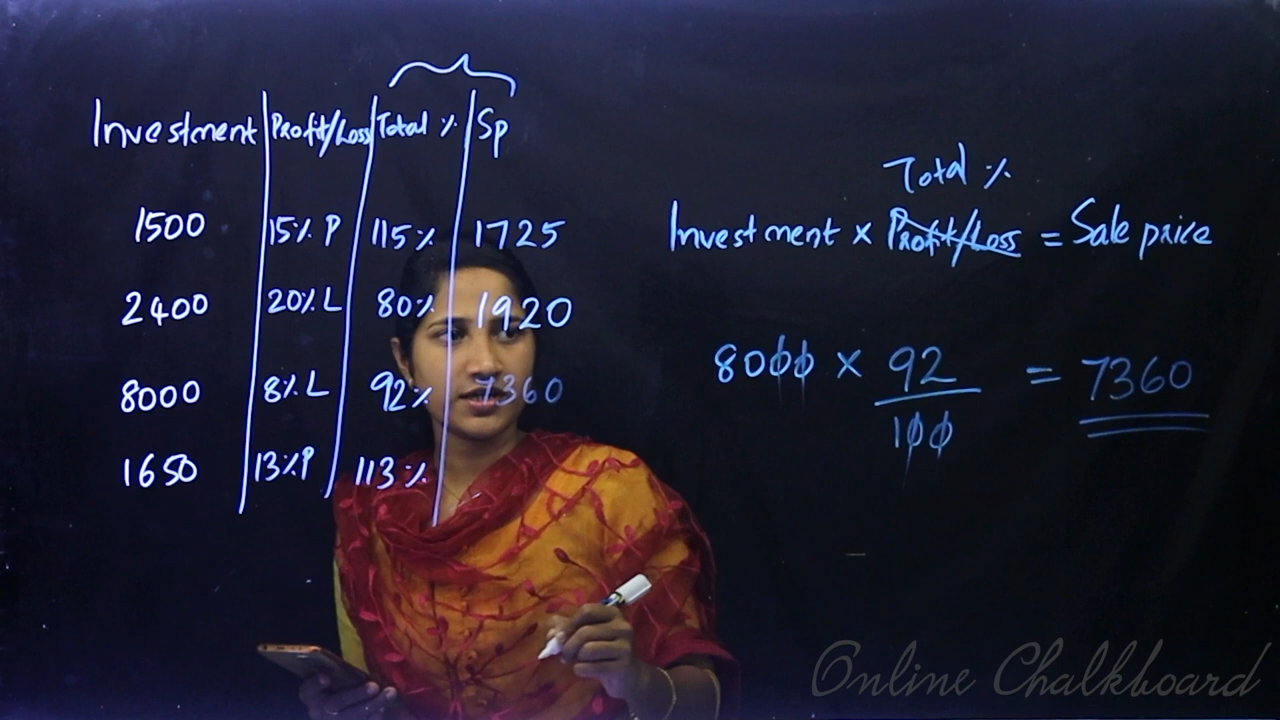 Investment Profit/Loss Total % Sp
1500 15% P 115% 1725
2400 20% L 80% 1920
8000 8% L 92% 7360
1650 13% P 113%
Total %
Investment × Profit/Loss = Sale price
8000 × 92 = 7360
100
Online Chalkboard